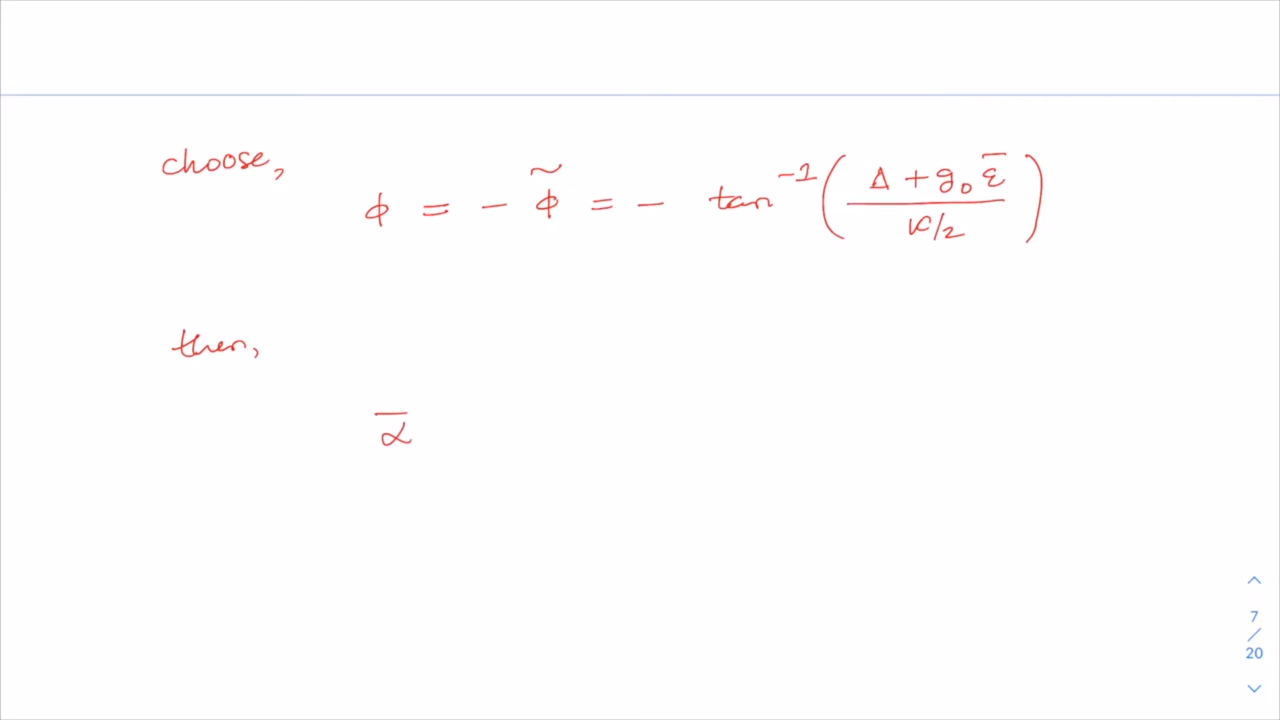 choose,
ϕ = − ϕ̃ = − tan⁻¹ ( (Δ + g₀ ε̄) / (κ/2) )
then,
ᾱ
7
/
20